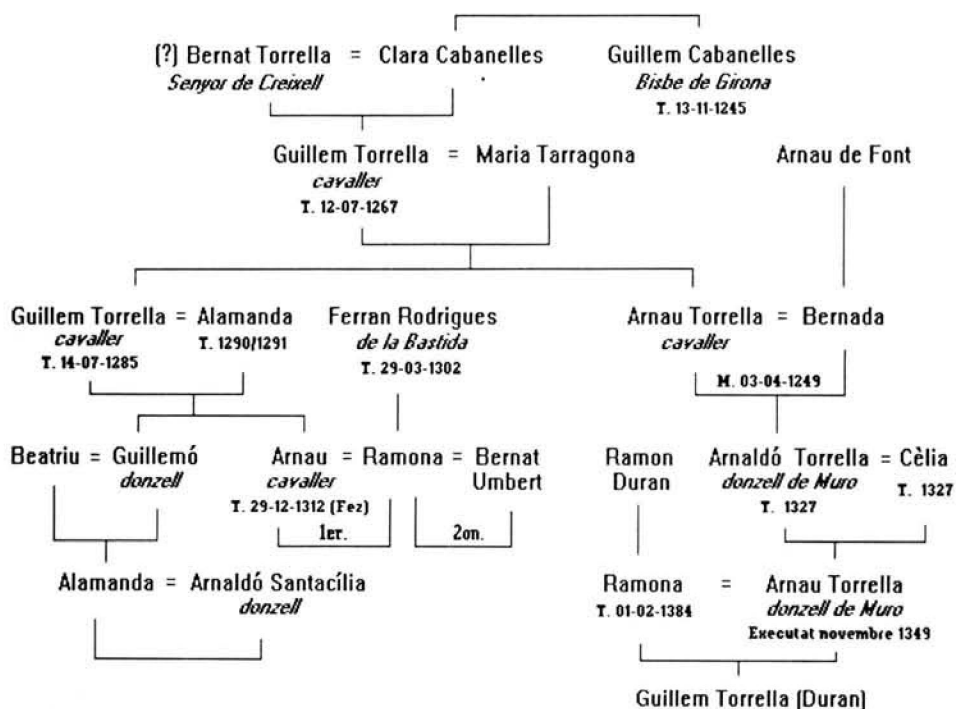 (?) Bernat Torrella = Clara Cabanelles Guillem Cabanelles
Senyor de Creixell Bisbe de Girona
T. 13-11-1245
Guillem Torrella = Maria Tarragona Arnau de Font
cavaller
T. 12-07-1267
Guillem Torrella = Alamanda Ferran Rodrigues Arnau Torrella = Bernada
cavaller T. 1290/1291 de la Bastida cavaller
T. 14-07-1285 T. 29-03-1302 M. 03-04-1249
Beatriu = Guillemó Arnau = Ramona = Bernat Ramon Arnaldó Torrella = Cèlia
donzell cavaller Umbert Duran donzell de Muro T. 1327
T. 29-12-1312 (Fez) T. 1327
1er. 2on.
Alamanda = Arnaldó Santacília Ramona = Arnau Torrella
donzell T. 01-02-1384 donzell de Muro
Executat novembre 1349
Guillem Torrella (Duran)